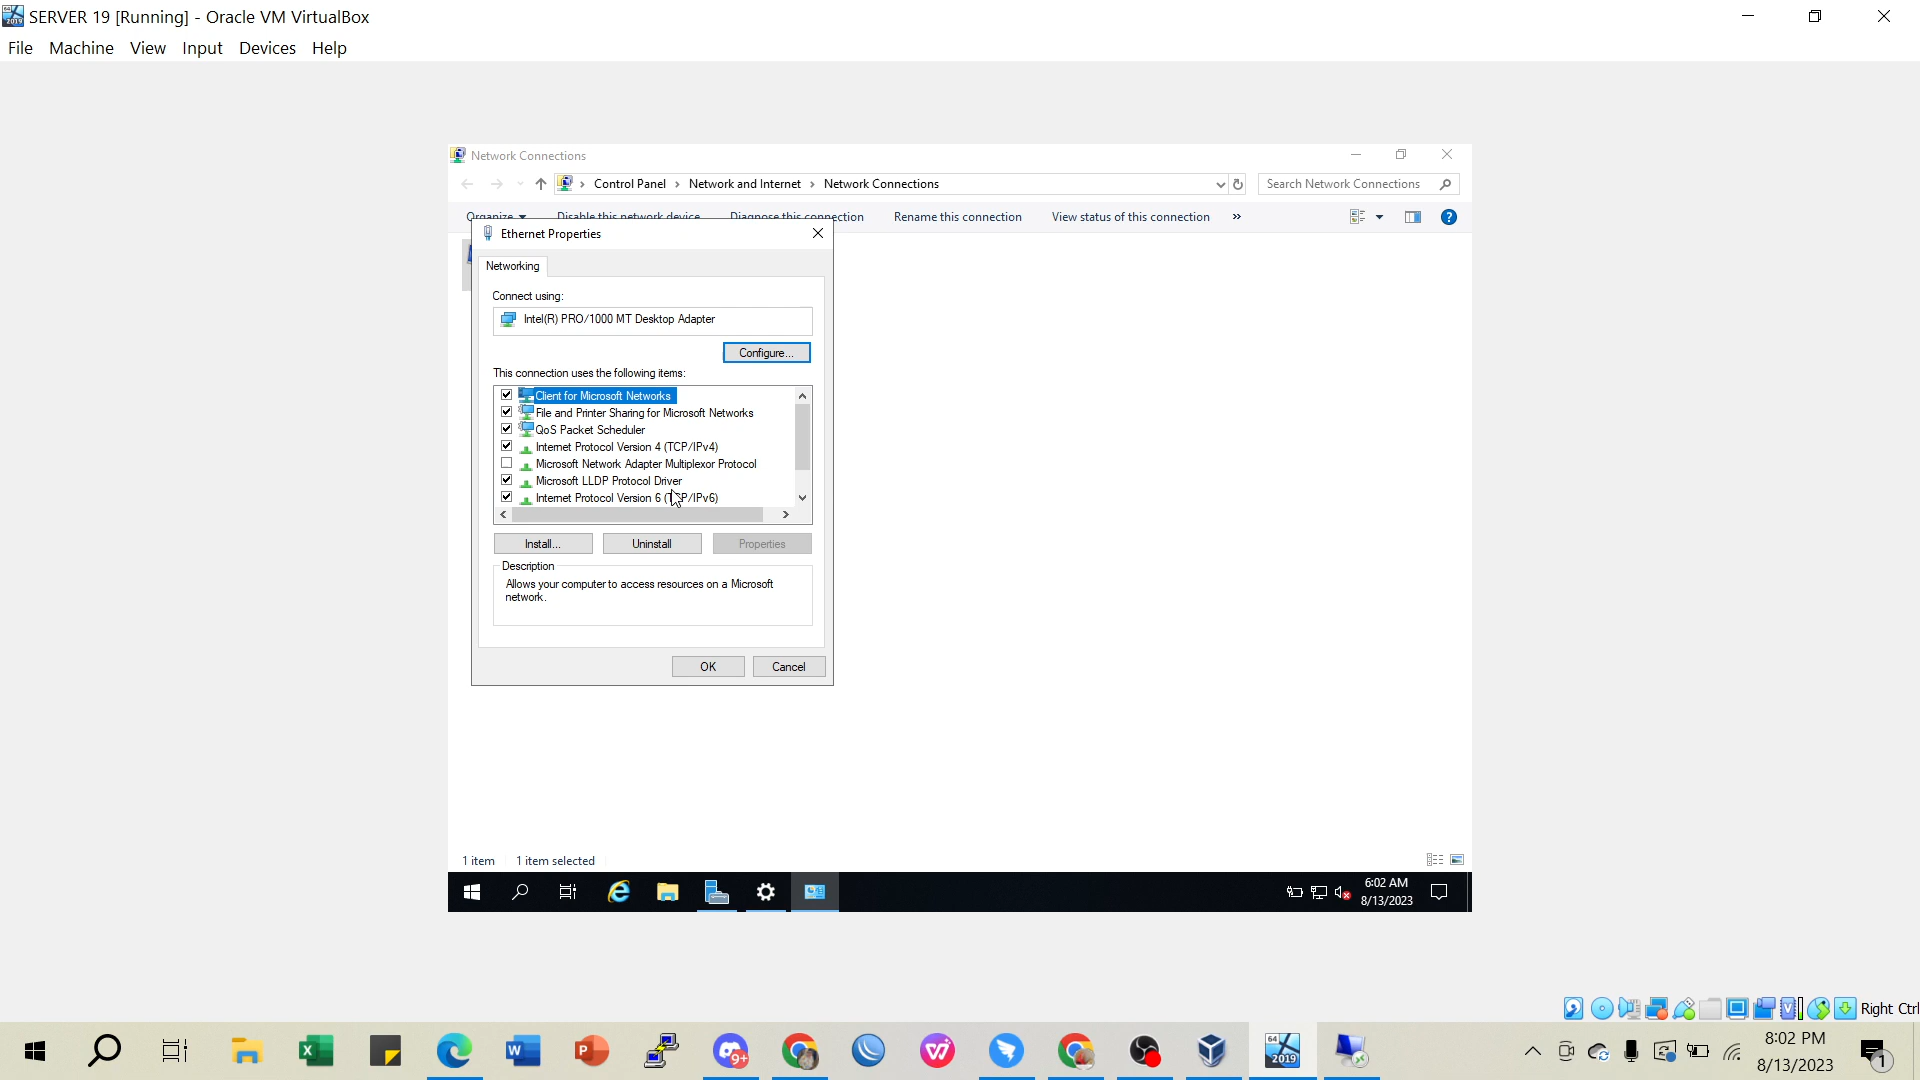 SERVER 19 [Running] - Oracle VM VirtualBox
File Machine View Input Devices Help
Network Connections
Control Panel > Network and Internet > Network Connections
Search Network Connections
Organize Disable this network device Diagnose this connection Rename this connection View status of this connection »
Ethernet Properties
Networking
Connect using:
Intel(R) PRO/1000 MT Desktop Adapter
Configure...
This connection uses the following items:
Client for Microsoft Networks
File and Printer Sharing for Microsoft Networks
QoS Packet Scheduler
Internet Protocol Version 4 (TCP/IPv4)
Microsoft Network Adapter Multiplexor Protocol
Microsoft LLDP Protocol Driver
Internet Protocol Version 6 (TCP/IPv6)
Install... Uninstall Properties
Description
Allows your computer to access resources on a Microsoft
network.
OK Cancel
1 item 1 item selected
6:02 AM
8/13/2023
Right Ctrl
8:02 PM
8/13/2023
9+
64
2019
1